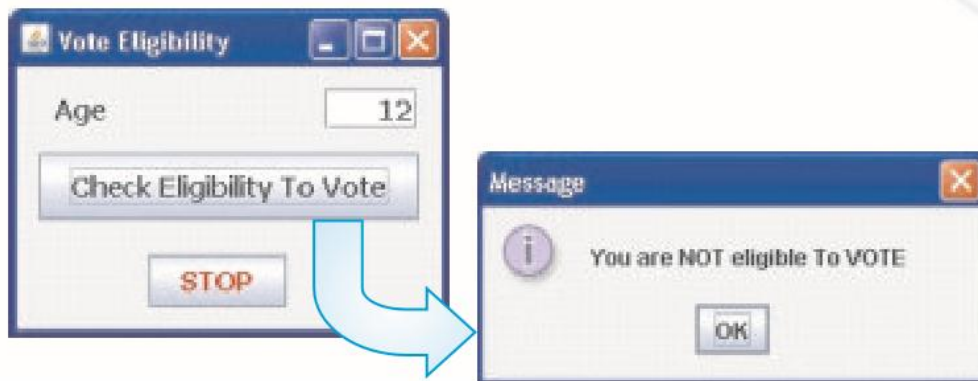 Vote Eligibility
Age 12
Check Eligibility To Vote
STOP
Message
You are NOT eligible To VOTE
OK